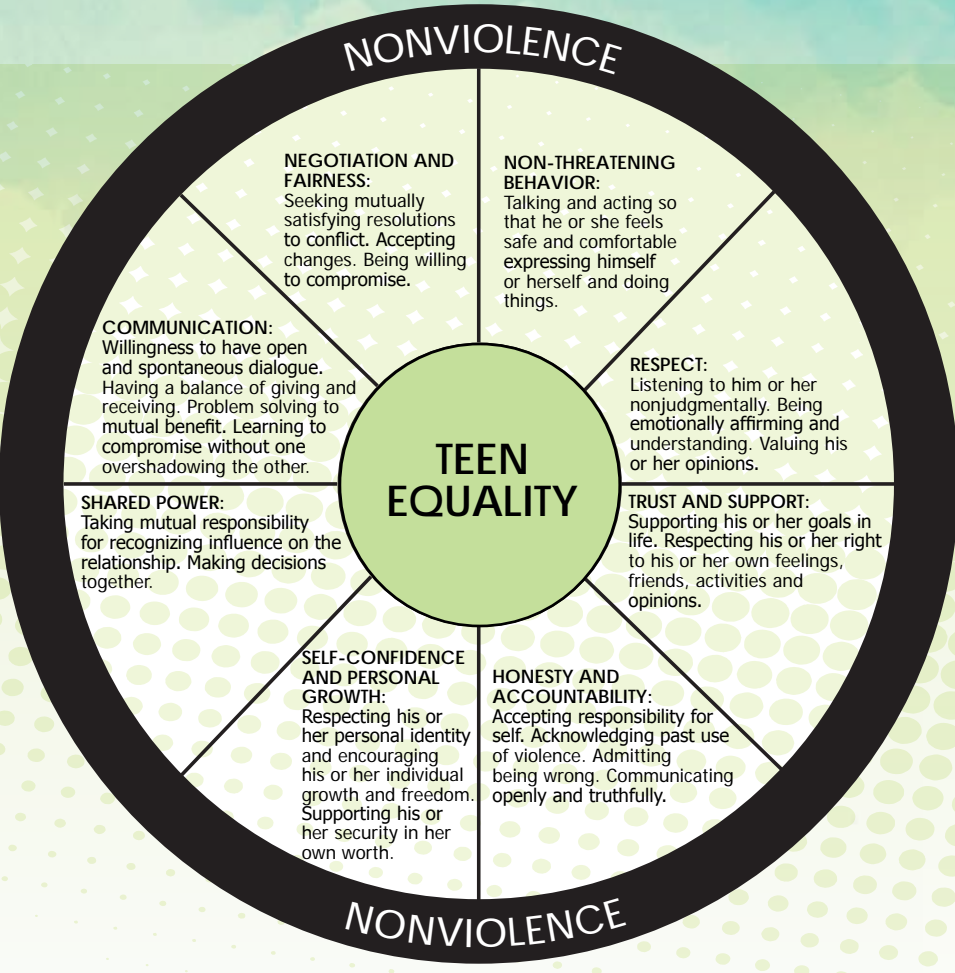 NONVIOLENCE
NEGOTIATION AND
FAIRNESS:
Seeking mutually
satisfying resolutions
to conflict. Accepting
changes. Being willing
to compromise.
NON-THREATENING
BEHAVIOR:
Talking and acting so
that he or she feels
safe and comfortable
expressing himself
or herself and doing
things.
COMMUNICATION:
Willingness to have open
and spontaneous dialogue.
Having a balance of giving and
receiving. Problem solving to
mutual benefit. Learning to
compromise without one
overshadowing the other.
RESPECT:
Listening to him or her
nonjudgmentally. Being
emotionally affirming and
understanding. Valuing his
or her opinions.
TEEN
EQUALITY
SHARED POWER:
Taking mutual responsibility
for recognizing influence on the
relationship. Making decisions
together.
TRUST AND SUPPORT:
Supporting his or her goals in
life. Respecting his or her right
to his or her own feelings,
friends, activities and
opinions.
SELF-CONFIDENCE
AND PERSONAL
GROWTH:
Respecting his or
her personal identity
and encouraging
his or her individual
growth and freedom.
Supporting his or
her security in her
own worth.
HONESTY AND
ACCOUNTABILITY:
Accepting responsibility for
self. Acknowledging past use
of violence. Admitting
being wrong. Communicating
openly and truthfully.
NONVIOLENCE